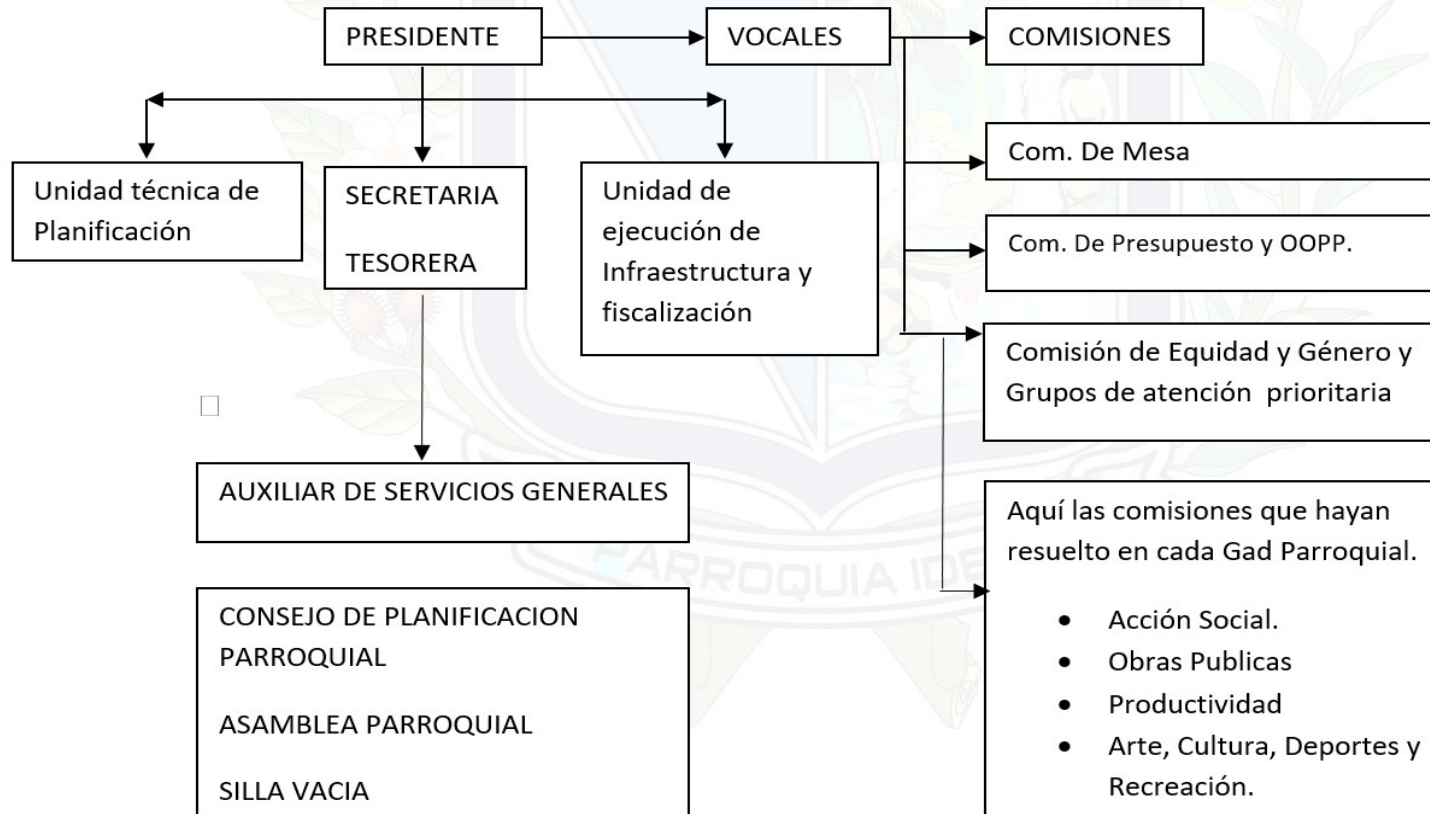 PRESIDENTE
VOCALES
COMISIONES
Com. De Mesa
Unidad técnica de
Planificación
SECRETARIA
TESORERA
Unidad de
ejecución de
Infraestructura y
fiscalización
Com. De Presupuesto y OOPP.
Comisión de Equidad y Género y
Grupos de atención prioritaria
AUXILIAR DE SERVICIOS GENERALES
Aquí las comisiones que hayan
resuelto en cada Gad Parroquial.
• Acción Social.
• Obras Publicas
• Productividad
• Arte, Cultura, Deportes y
Recreación.
CONSEJO DE PLANIFICACION
PARROQUIAL
ASAMBLEA PARROQUIAL
SILLA VACIA
PARROQUIA